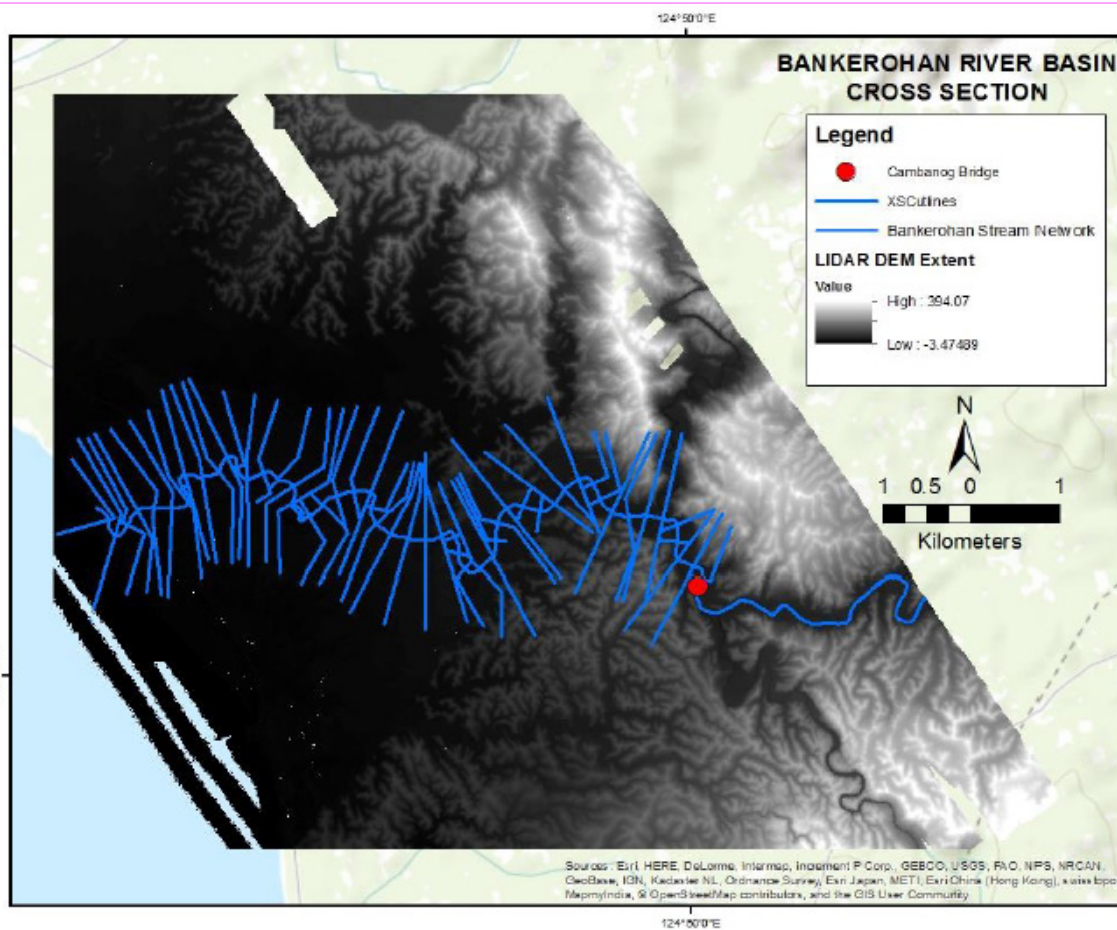 124°50'0"E
BANKEROHAN RIVER BASIN
CROSS SECTION
Legend
Cambanog Bridge
XSCutlines
Bankerohan Stream Network
LIDAR DEM Extent
Value
High : 394.07
Low : -3.47489
N
1 0.5 0 1
Kilometers
Sources: Esri, HERE, DeLorme, Intermap, increment P Corp., GEBCO, USGS, FAO, NPS, NRCAN,
GeoBase, IGN, Kadaster NL, Ordnance Survey, Esri Japan, METI, Esri China (Hong Kong), swisstopo
MapmyIndia, © OpenStreetMap contributors, and the GIS User Community
124°50'0"E